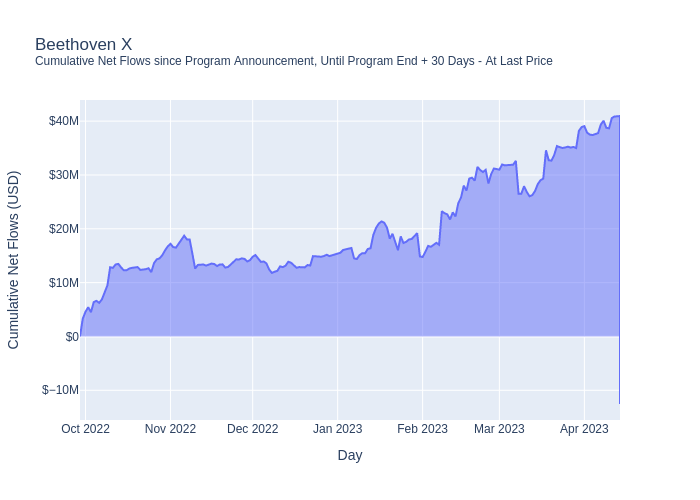 Beethoven X
Cumulative Net Flows since Program Announcement, Until Program End + 30 Days - At Last Price
Cumulative Net Flows (USD)
$40M
$30M
$20M
$10M
$0
$−10M
Oct 2022
Nov 2022
Dec 2022
Jan 2023
Feb 2023
Mar 2023
Apr 2023
Day